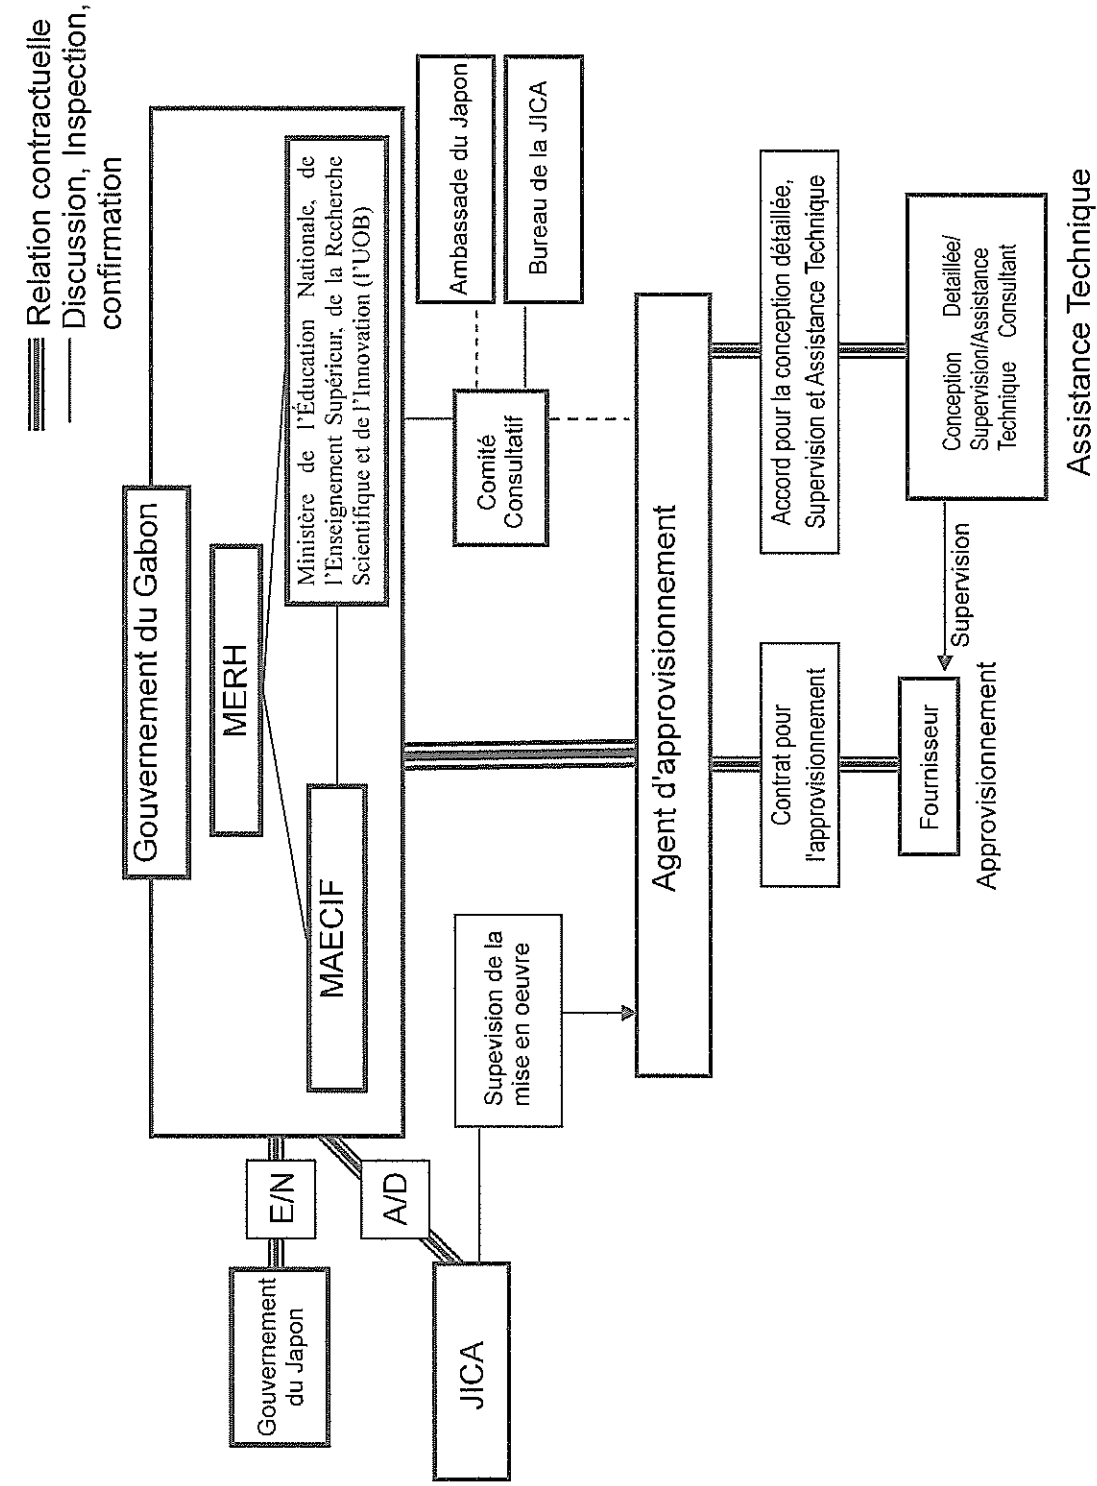 Relation contractuelle
Discussion, Inspection,
confirmation
Gouvernement du Gabon
MERH
MAECIF
Ministère de l'Éducation Nationale, de
l'Enseignement Supérieur, de la Recherche
Scientifique et de l'Innovation (l'UOB)
Gouvernement
du Japon
E/N
A/D
JICA
Ambassade du Japon
Bureau de la JICA
Comité
Consultatif
Supevision de la
mise en oeuvre
Agent d'approvisionnement
Contrat pour
l'approvisionnement
Accord pour la conception détaillée,
Supervision et Assistance Technique
Fournisseur
Supervision
Conception Detaillée/
Supervision/Assistance
Technique Consultant
Approvisionnement
Assistance Technique